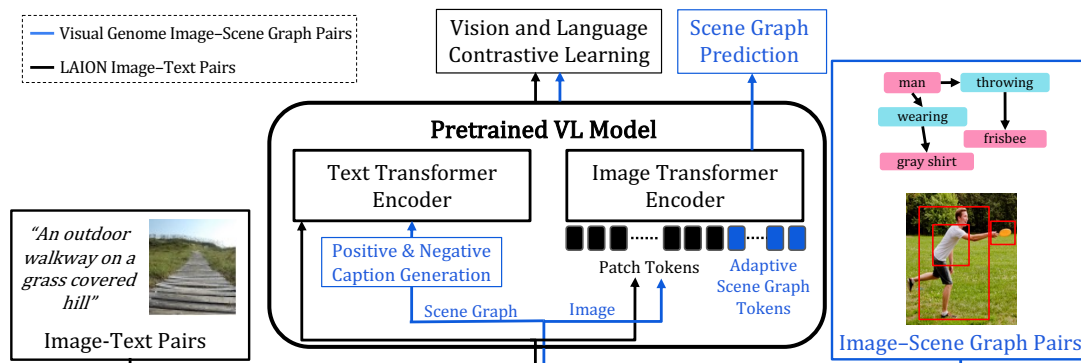 Visual Genome Image–Scene Graph Pairs
LAION Image–Text Pairs
Vision and Language
Contrastive Learning
Scene Graph
Prediction
Pretrained VL Model
Text Transformer
Encoder
Image Transformer
Encoder
Positive & Negative
Caption Generation
Patch Tokens
Adaptive
Scene Graph
Tokens
Scene Graph
Image
“An outdoor
walkway on a
grass covered
hill”
Image-Text Pairs
man
throwing
wearing
frisbee
gray shirt
Image–Scene Graph Pairs